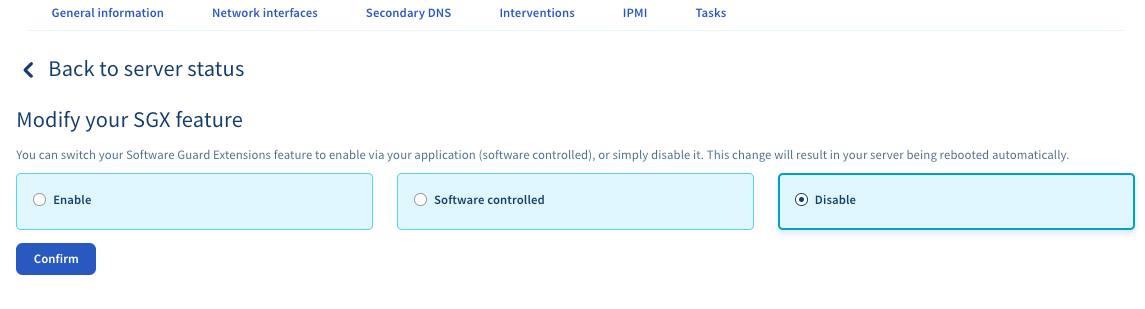 General information Network interfaces Secondary DNS Interventions IPMI Tasks
Back to server status
Modify your SGX feature
You can switch your Software Guard Extensions feature to enable via your application (software controlled), or simply disable it. This change will result in your server being rebooted automatically.
Enable Software controlled Disable
Confirm